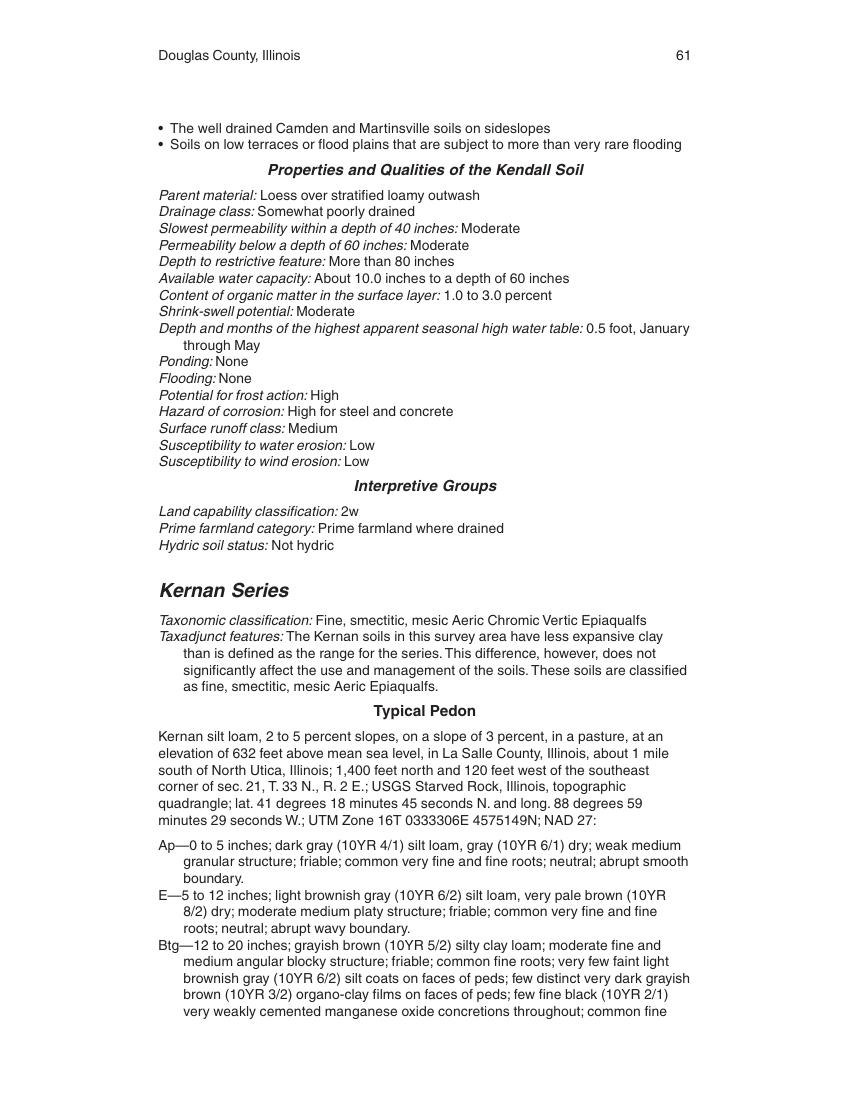 Douglas County, Illinois 61
• The well drained Camden and Martinsville soils on sideslopes
• Soils on low terraces or flood plains that are subject to more than very rare flooding
Properties and Qualities of the Kendall Soil
Parent material: Loess over stratified loamy outwash
Drainage class: Somewhat poorly drained
Slowest permeability within a depth of 40 inches: Moderate
Permeability below a depth of 60 inches: Moderate
Depth to restrictive feature: More than 80 inches
Available water capacity: About 10.0 inches to a depth of 60 inches
Content of organic matter in the surface layer: 1.0 to 3.0 percent
Shrink-swell potential: Moderate
Depth and months of the highest apparent seasonal high water table: 0.5 foot, January
through May
Ponding: None
Flooding: None
Potential for frost action: High
Hazard of corrosion: High for steel and concrete
Surface runoff class: Medium
Susceptibility to water erosion: Low
Susceptibility to wind erosion: Low
Interpretive Groups
Land capability classification: 2w
Prime farmland category: Prime farmland where drained
Hydric soil status: Not hydric
Kernan Series
Taxonomic classification: Fine, smectitic, mesic Aeric Chromic Vertic Epiaqualfs
Taxadjunct features: The Kernan soils in this survey area have less expansive clay
than is defined as the range for the series. This difference, however, does not
significantly affect the use and management of the soils. These soils are classified
as fine, smectitic, mesic Aeric Epiaqualfs.
Typical Pedon
Kernan silt loam, 2 to 5 percent slopes, on a slope of 3 percent, in a pasture, at an
elevation of 632 feet above mean sea level, in La Salle County, Illinois, about 1 mile
south of North Utica, Illinois; 1,400 feet north and 120 feet west of the southeast
corner of sec. 21, T. 33 N., R. 2 E.; USGS Starved Rock, Illinois, topographic
quadrangle; lat. 41 degrees 18 minutes 45 seconds N. and long. 88 degrees 59
minutes 29 seconds W.; UTM Zone 16T 0333306E 4575149N; NAD 27:
Ap—0 to 5 inches; dark gray (10YR 4/1) silt loam, gray (10YR 6/1) dry; weak medium
granular structure; friable; common very fine and fine roots; neutral; abrupt smooth
boundary.
E—5 to 12 inches; light brownish gray (10YR 6/2) silt loam, very pale brown (10YR
8/2) dry; moderate medium platy structure; friable; common very fine and fine
roots; neutral; abrupt wavy boundary.
Btg—12 to 20 inches; grayish brown (10YR 5/2) silty clay loam; moderate fine and
medium angular blocky structure; friable; common fine roots; very few faint light
brownish gray (10YR 6/2) silt coats on faces of peds; few distinct very dark grayish
brown (10YR 3/2) organo-clay films on faces of peds; few fine black (10YR 2/1)
very weakly cemented manganese oxide concretions throughout; common fine